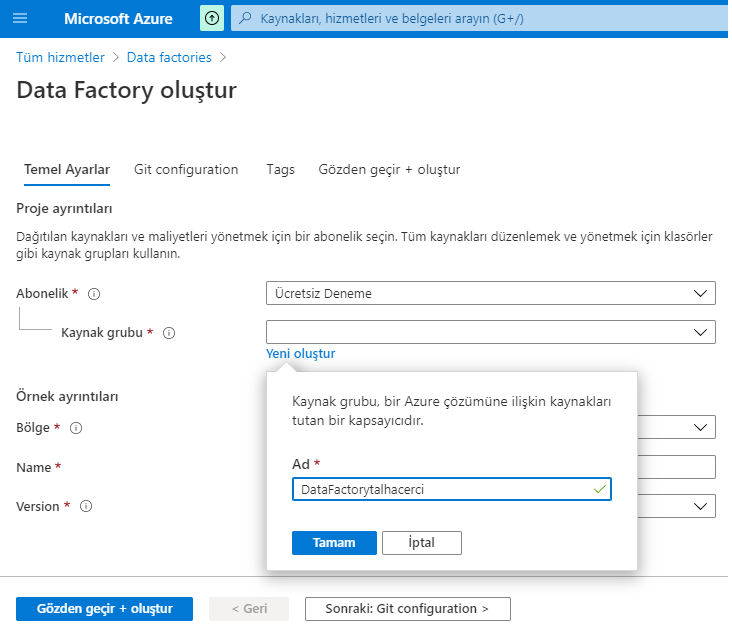 Microsoft Azure
Kaynakları, hizmetleri ve belgeleri arayın (G+/)
Tüm hizmetler > Data factories >
Data Factory oluştur
Temel Ayarlar Git configuration Tags Gözden geçir + oluştur
Proje ayrıntıları
Dağıtılan kaynakları ve maliyetleri yönetmek için bir abonelik seçin. Tüm kaynakları düzenlemek ve yönetmek için klasörler
gibi kaynak grupları kullanın.
Abonelik *
Ücretsiz Deneme
Kaynak grubu *
Yeni oluştur
Kaynak grubu, bir Azure çözümüne ilişkin kaynakları
tutan bir kapsayıcıdır.
Ad *
DataFactorytalhacerci
Tamam İptal
Örnek ayrıntıları
Bölge *
Name *
Version *
Gözden geçir + oluştur < Geri Sonraki: Git configuration >